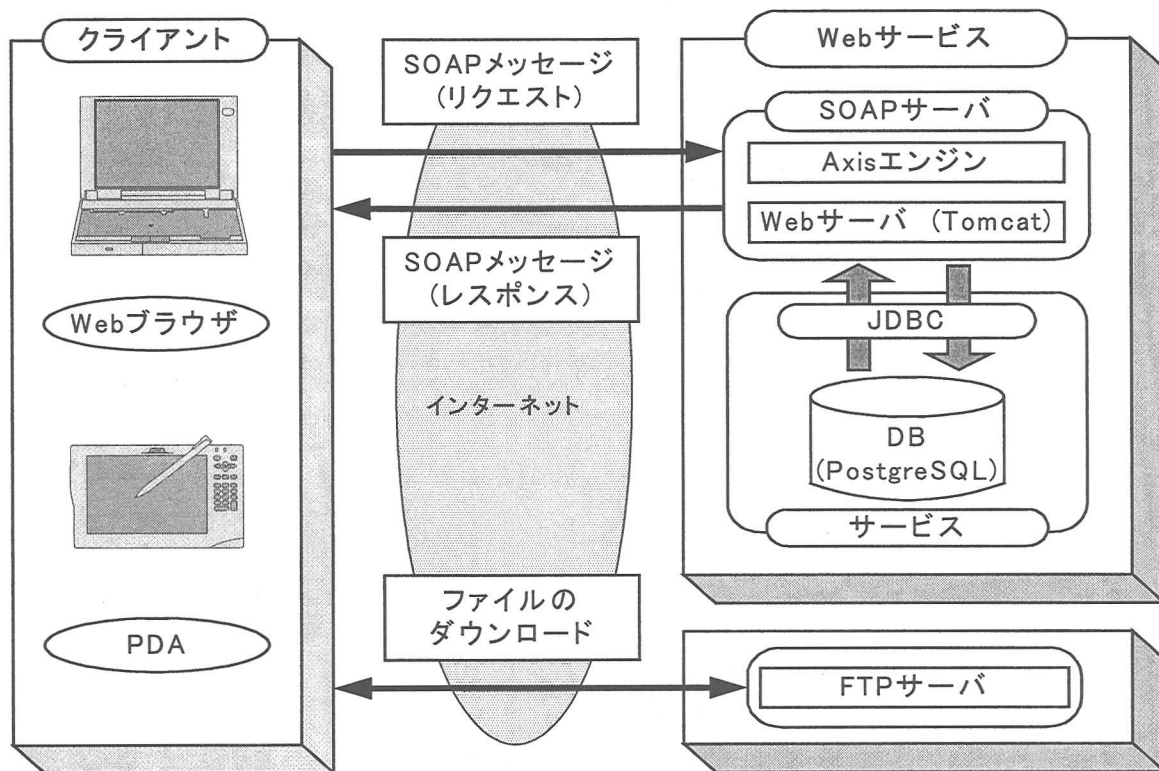 クライアント
Webブラウザ
PDA
SOAPメッセージ
(リクエスト)
SOAPメッセージ
(レスポンス)
インターネット
ファイルの
ダウンロード
Webサービス
SOAPサーバ
Axisエンジン
Webサーバ (Tomcat)
JDBC
DB
(PostgreSQL)
サービス
FTPサーバ